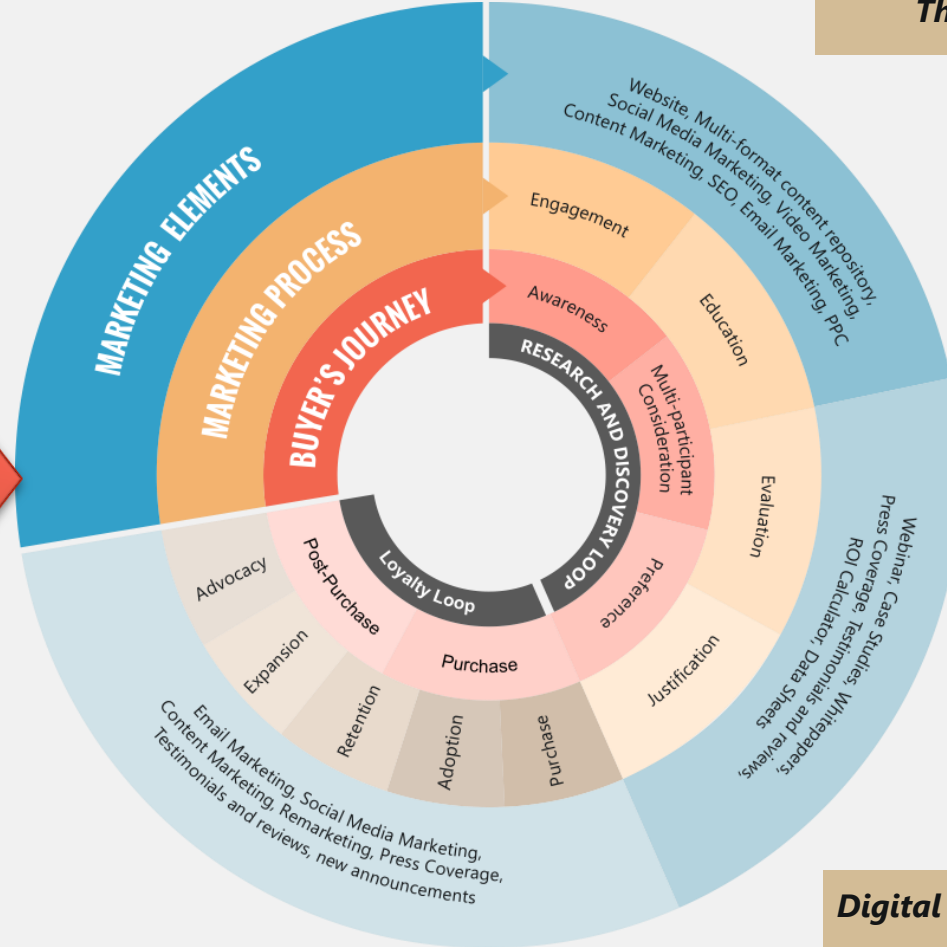 Th
MARKETING ELEMENTS
MARKETING PROCESS
BUYER'S JOURNEY
Website, Multi-format content repository,
Social Media Marketing, Video Marketing,
Content Marketing, SEO, Email Marketing, PPC
Engagement
Education
Evaluation
Justification
Purchase
Adoption
Retention
Expansion
Advocacy
Awareness
Multi-participant
Consideration
Preference
Purchase
Post-Purchase
RESEARCH AND DISCOVERY LOOP
Loyalty Loop
Webinar, Case Studies, Whitepapers,
Press Coverage, Testimonials and reviews,
ROI Calculator, Data Sheets
Email Marketing, Social Media Marketing,
Content Marketing, Remarketing, Press Coverage,
Testimonials and reviews, new announcements
Digital